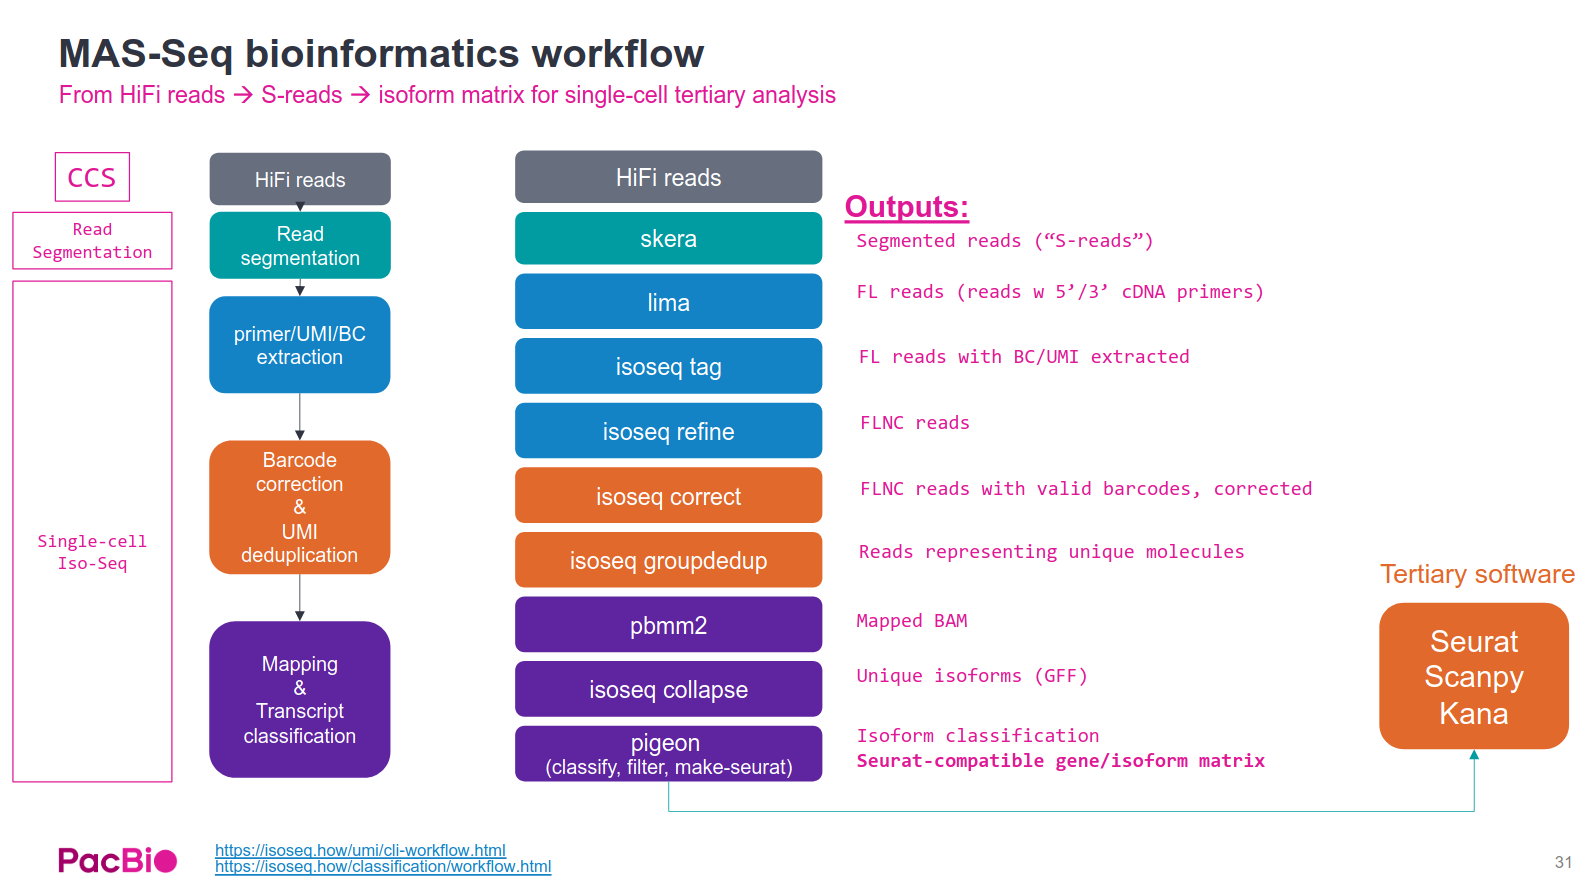 MAS-Seq bioinformatics workflow
From HiFi reads → S-reads → isoform matrix for single-cell tertiary analysis
CCS
Read
Segmentation
Single-cell
Iso-Seq
HiFi reads
Read
segmentation
primer/UMI/BC
extraction
Barcode
correction
&
UMI
deduplication
Mapping
&
Transcript
classification
HiFi reads
skera
lima
isoseq tag
isoseq refine
isoseq correct
isoseq groupdedup
pbmm2
isoseq collapse
pigeon
(classify, filter, make-seurat)
Outputs:
Segmented reads (“S-reads”)
FL reads (reads w 5’/3’ cDNA primers)
FL reads with BC/UMI extracted
FLNC reads
FLNC reads with valid barcodes, corrected
Reads representing unique molecules
Mapped BAM
Unique isoforms (GFF)
Isoform classification
Seurat-compatible gene/isoform matrix
Tertiary software
Seurat
Scanpy
Kana
PacBio
https://isoseq.how/umi/cli-workflow.html
https://isoseq.how/classification/workflow.html
31